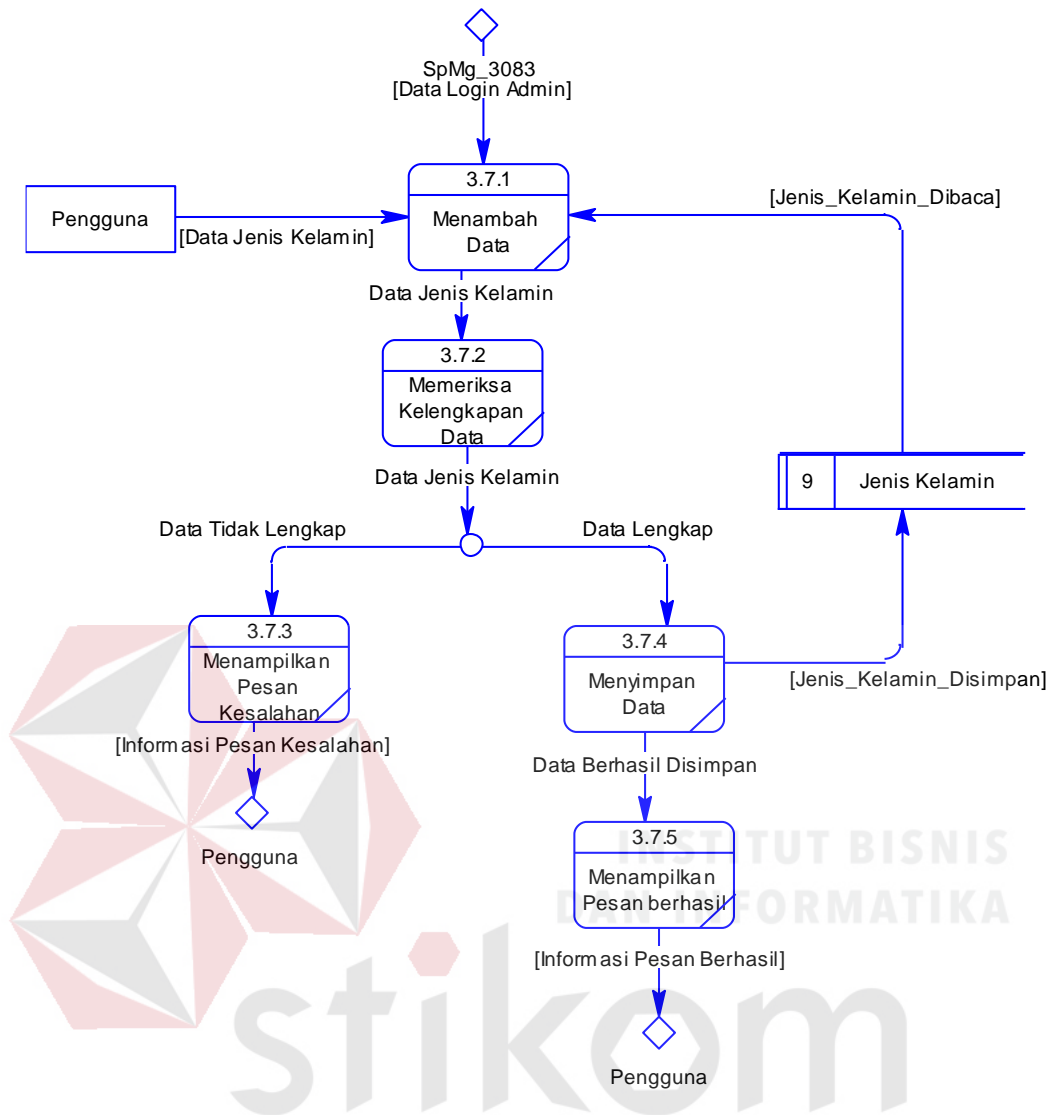 SpMg_3083
[Data Login Admin]
3.7.1
Menambah
Data
Pengguna
[Data Jenis Kelamin]
[Jenis_Kelamin_Dibaca]
Data Jenis Kelamin
3.7.2
Memeriksa
Kelengkapan
Data
Data Jenis Kelamin
9
Jenis Kelamin
Data Tidak Lengkap
Data Lengkap
3.7.3
Menampilkan
Pesan
Kesalahan
3.7.4
Menyimpan
Data
[Jenis_Kelamin_Disimpan]
[Informasi Pesan Kesalahan]
Pengguna
Data Berhasil Disimpan
3.7.5
Menampilkan
Pesan berhasil
[Informasi Pesan Berhasil]
Pengguna
INSTITUT BISNIS
DAN INFORMATIKA
stikom